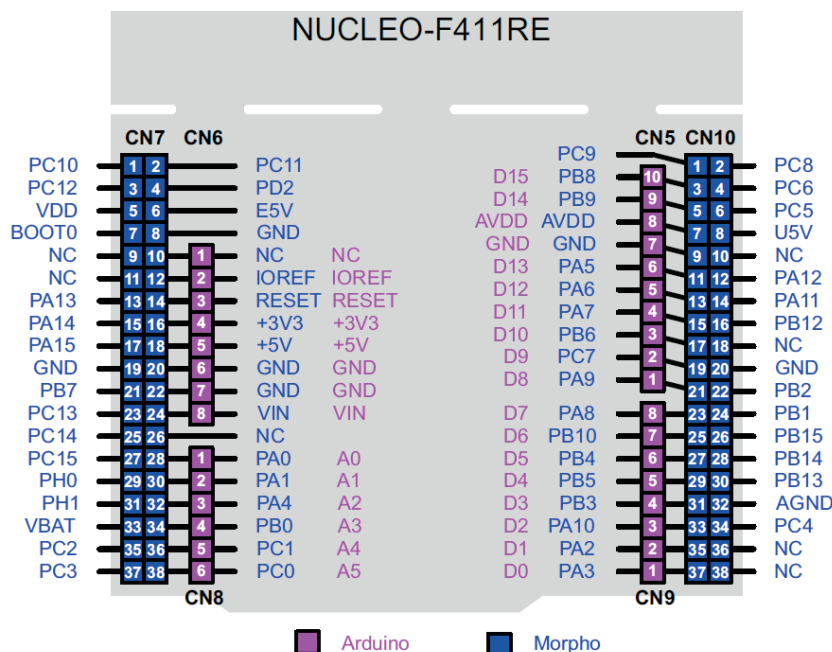 NUCLEO-F411RE
CN7 CN6 CN5 CN10
PC9
PC10 1 2 PC11 1 2 PC8
D15 PB8 10
PC12 3 4 PD2 3 4 PC6
D14 PB9 9
VDD 5 6 E5V 5 6 PC5
AVDD AVDD 8
BOOT0 7 8 GND 7 8 U5V
GND GND 7
NC 9 10 1 NC NC 9 10 NC
D13 PA5 6
NC 11 12 2 IOREF IOREF 11 12 PA12
D12 PA6 5
PA13 13 14 3 RESET RESET 13 14 PA11
D11 PA7 4
PA14 15 16 4 +3V3 +3V3 15 16 PB12
D10 PB6 3
PA15 17 18 5 +5V +5V 17 18 NC
D9 PC7 2
GND 19 20 6 GND GND 19 20 GND
D8 PA9 1
PB7 21 22 7 GND GND 21 22 PB2
PC13 23 24 8 VIN VIN D7 PA8 8 23 24 PB1
PC14 25 26 NC D6 PB10 7 25 26 PB15
PC15 27 28 1 PA0 A0 D5 PB4 6 27 28 PB14
PH0 29 30 2 PA1 A1 D4 PB5 5 29 30 PB13
PH1 31 32 3 PA4 A2 D3 PB3 4 31 32 AGND
VBAT 33 34 4 PB0 A3 D2 PA10 3 33 34 PC4
PC2 35 36 5 PC1 A4 D1 PA2 2 35 36 NC
PC3 37 38 6 PC0 A5 D0 PA3 1 37 38 NC
CN8 CN9
Arduino Morpho